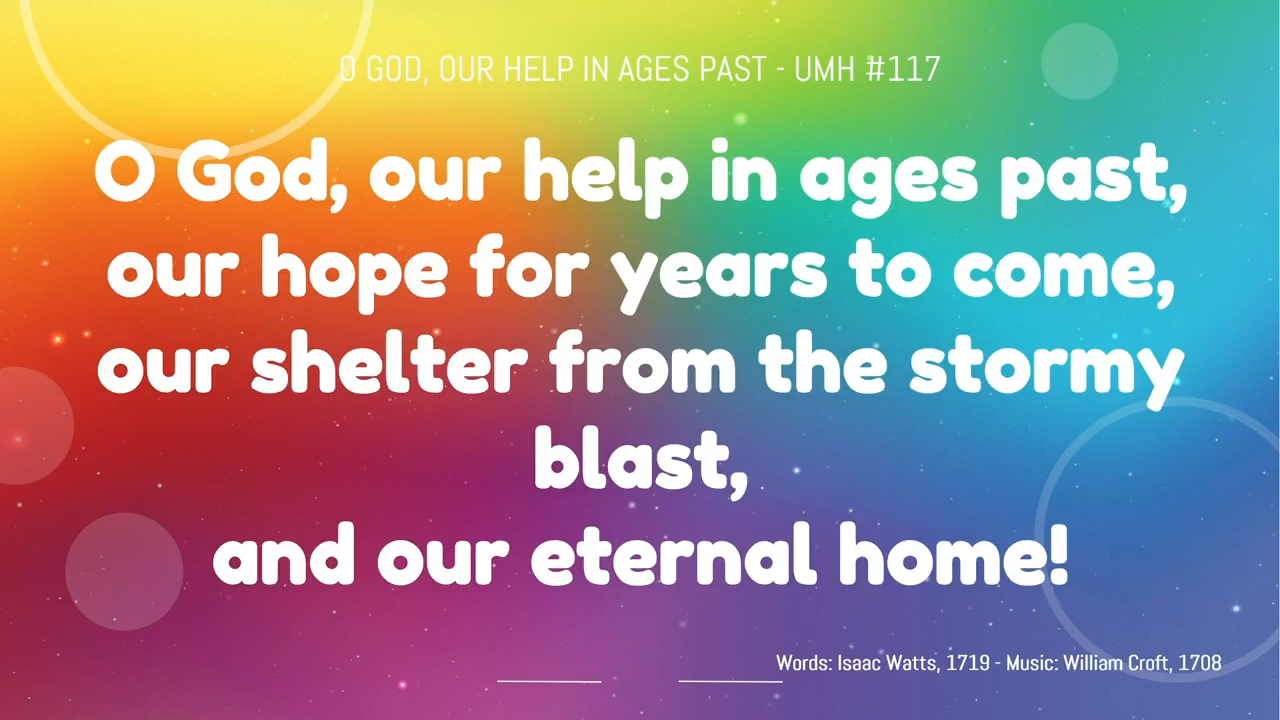 O GOD, OUR HELP IN AGES PAST - UMH #117
O God, our help in ages past,
our hope for years to come,
our shelter from the stormy
blast,
and our eternal home!
Words: Isaac Watts, 1719 - Music: William Croft, 1708